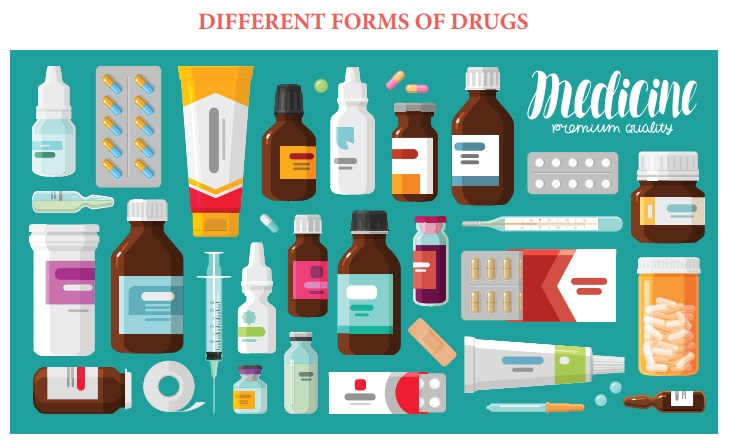 DIFFERENT FORMS OF DRUGS
Medicine
premium quality